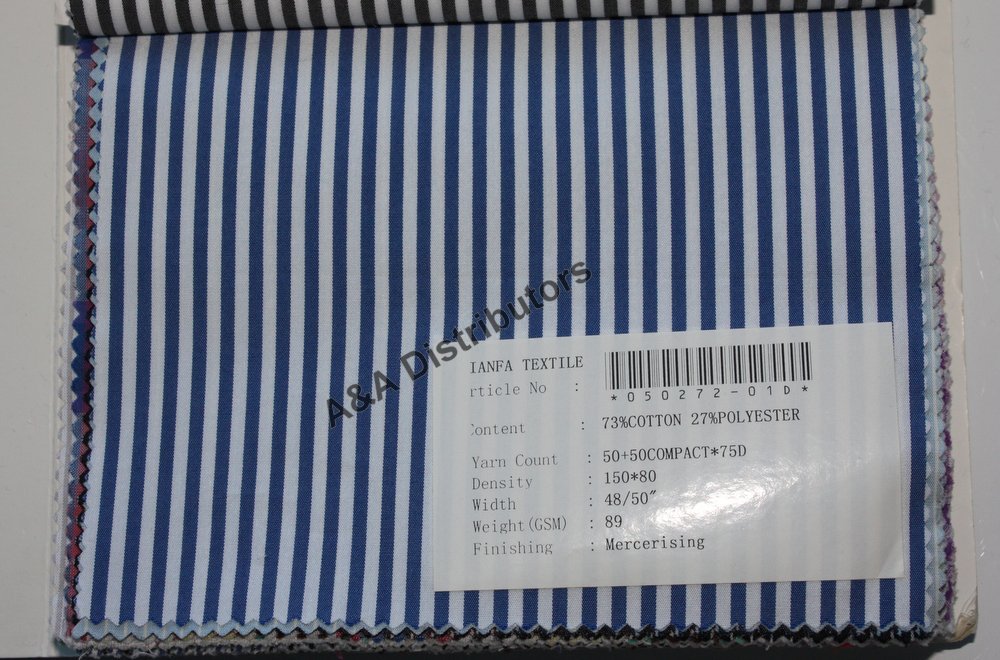 A&A Distributors
IANFA TEXTILE
rticle No :
*050272-01D*
Content : 73%COTTON 27%POLYESTER
Yarn Count : 50+50COMPACT*75D
Density : 150*80
Width : 48/50"
Weight(GSM) : 89
Finishing : Mercerising